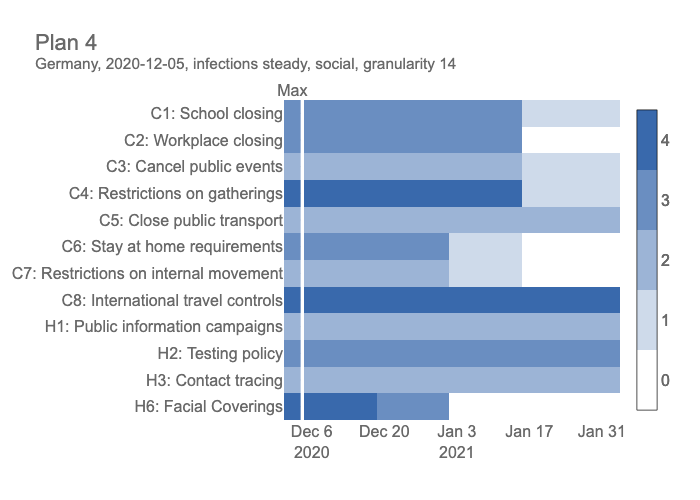 Plan 4
Germany, 2020-12-05, infections steady, social, granularity 14
Max
C1: School closing
C2: Workplace closing
C3: Cancel public events
C4: Restrictions on gatherings
C5: Close public transport
C6: Stay at home requirements
C7: Restrictions on internal movement
C8: International travel controls
H1: Public information campaigns
H2: Testing policy
H3: Contact tracing
H6: Facial Coverings
Dec 6 Dec 20 Jan 3 Jan 17 Jan 31
2020 2021
4
3
2
1
0